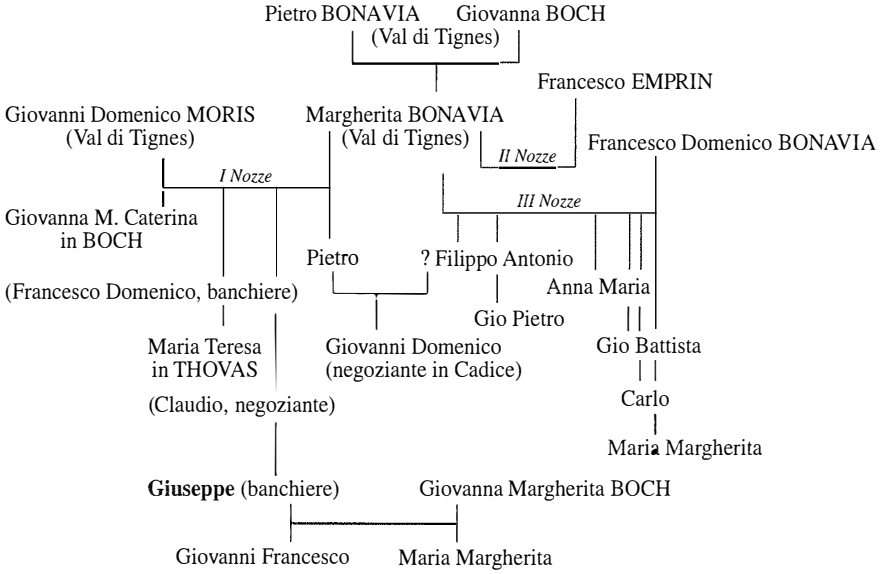 Pietro BONAVIA Giovanna BOCH
(Val di Tignes)
Francesco EMPRIN
Giovanni Domenico MORIS Margherita BONAVIA
(Val di Tignes) (Val di Tignes)
Francesco Domenico BONAVIA
II Nozze
I Nozze
III Nozze
Giovanna M. Caterina
in BOCH
Pietro ? Filippo Antonio
(Francesco Domenico, banchiere) Anna Maria
Gio Pietro
Maria Teresa Giovanni Domenico Gio Battista
in THOVAS (negoziante in Cadice)
(Claudio, negoziante) Carlo
Maria Margherita
Giuseppe (banchiere) Giovanna Margherita BOCH
Giovanni Francesco Maria Margherita